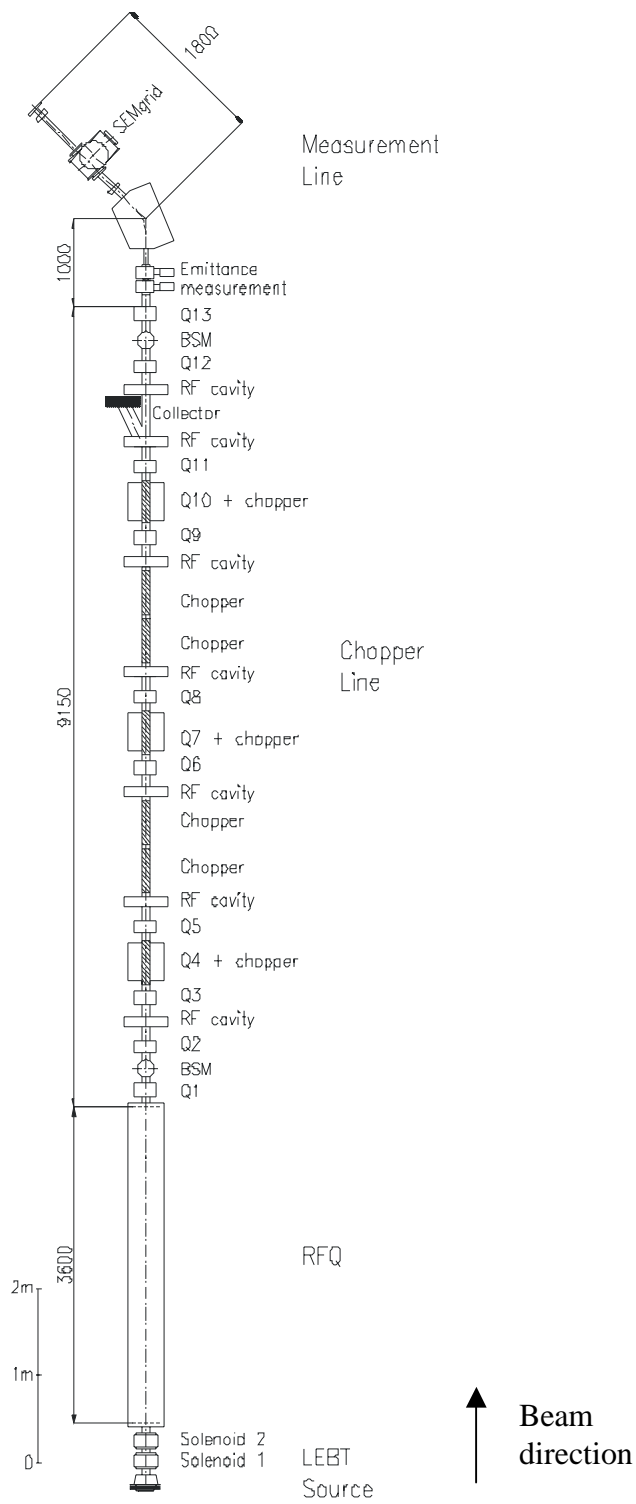 1800
SEMgrid
Measurement
Line
1000
Emittance
measurement
Q13
BSM
Q12
RF cavity
Collector
RF cavity
Q11
Q10 + chopper
Q9
RF cavity
Chopper
Chopper
Chopper
Line
RF cavity
9150
Q8
Q7 + chopper
Q6
RF cavity
Chopper
Chopper
RF cavity
Q5
Q4 + chopper
Q3
RF cavity
Q2
BSM
Q1
RFQ
3600
2m
1m
0
Solenoid 2
Solenoid 1
LEBT
Source
Beam
direction